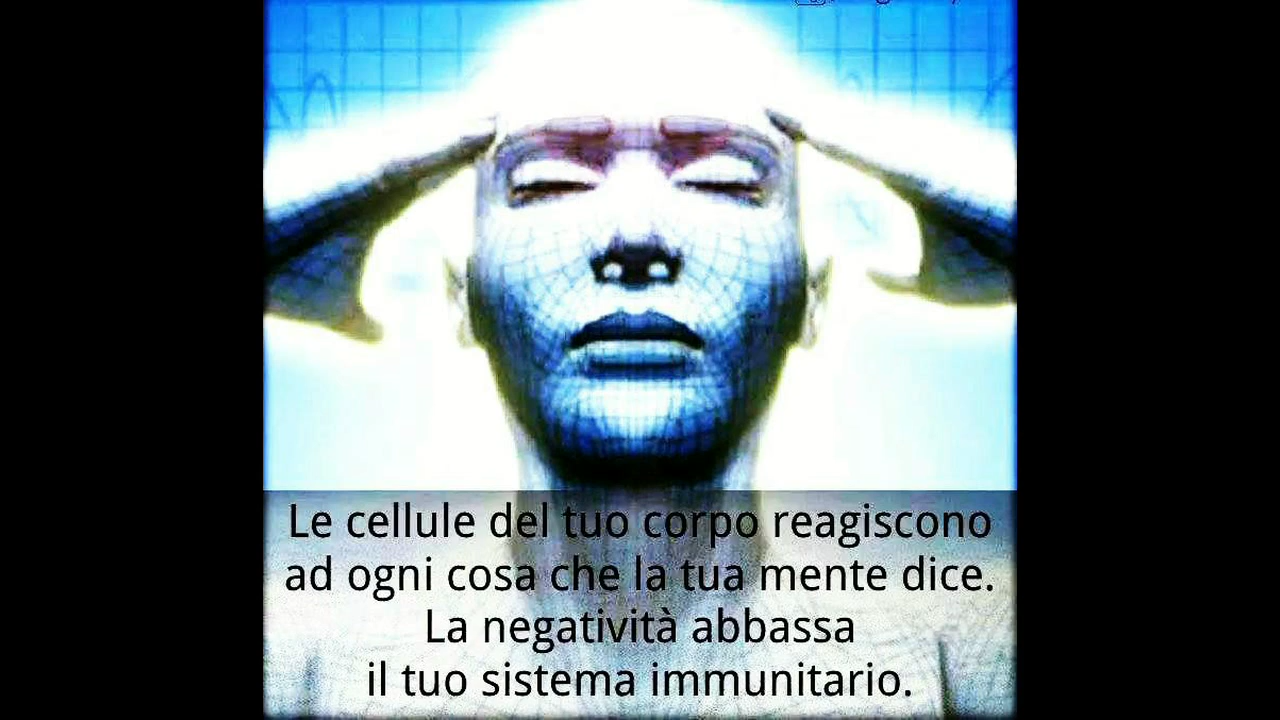 Le cellule del tuo corpo reagiscono
ad ogni cosa che la tua mente dice.
La negatività abbassa
il tuo sistema immunitario.